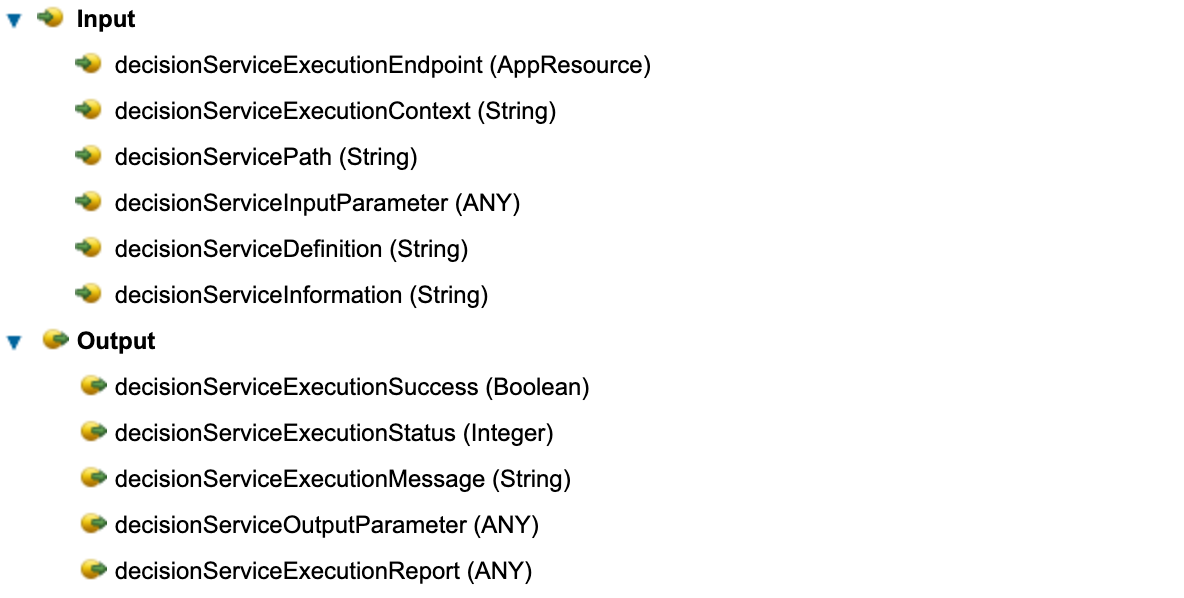 Input
decisionServiceExecutionEndpoint (AppResource)
decisionServiceExecutionContext (String)
decisionServicePath (String)
decisionServiceInputParameter (ANY)
decisionServiceDefinition (String)
decisionServiceInformation (String)
Output
decisionServiceExecutionSuccess (Boolean)
decisionServiceExecutionStatus (Integer)
decisionServiceExecutionMessage (String)
decisionServiceOutputParameter (ANY)
decisionServiceExecutionReport (ANY)